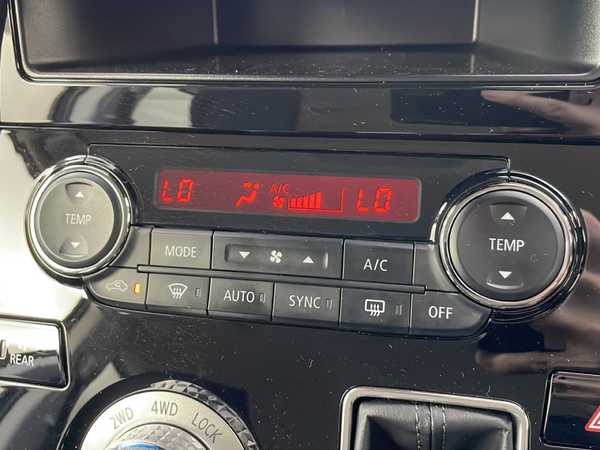 LO A/C LO
TEMP
TEMP
MODE
A/C
AUTO
SYNC
OFF
REAR
2WD 4WD LOCK